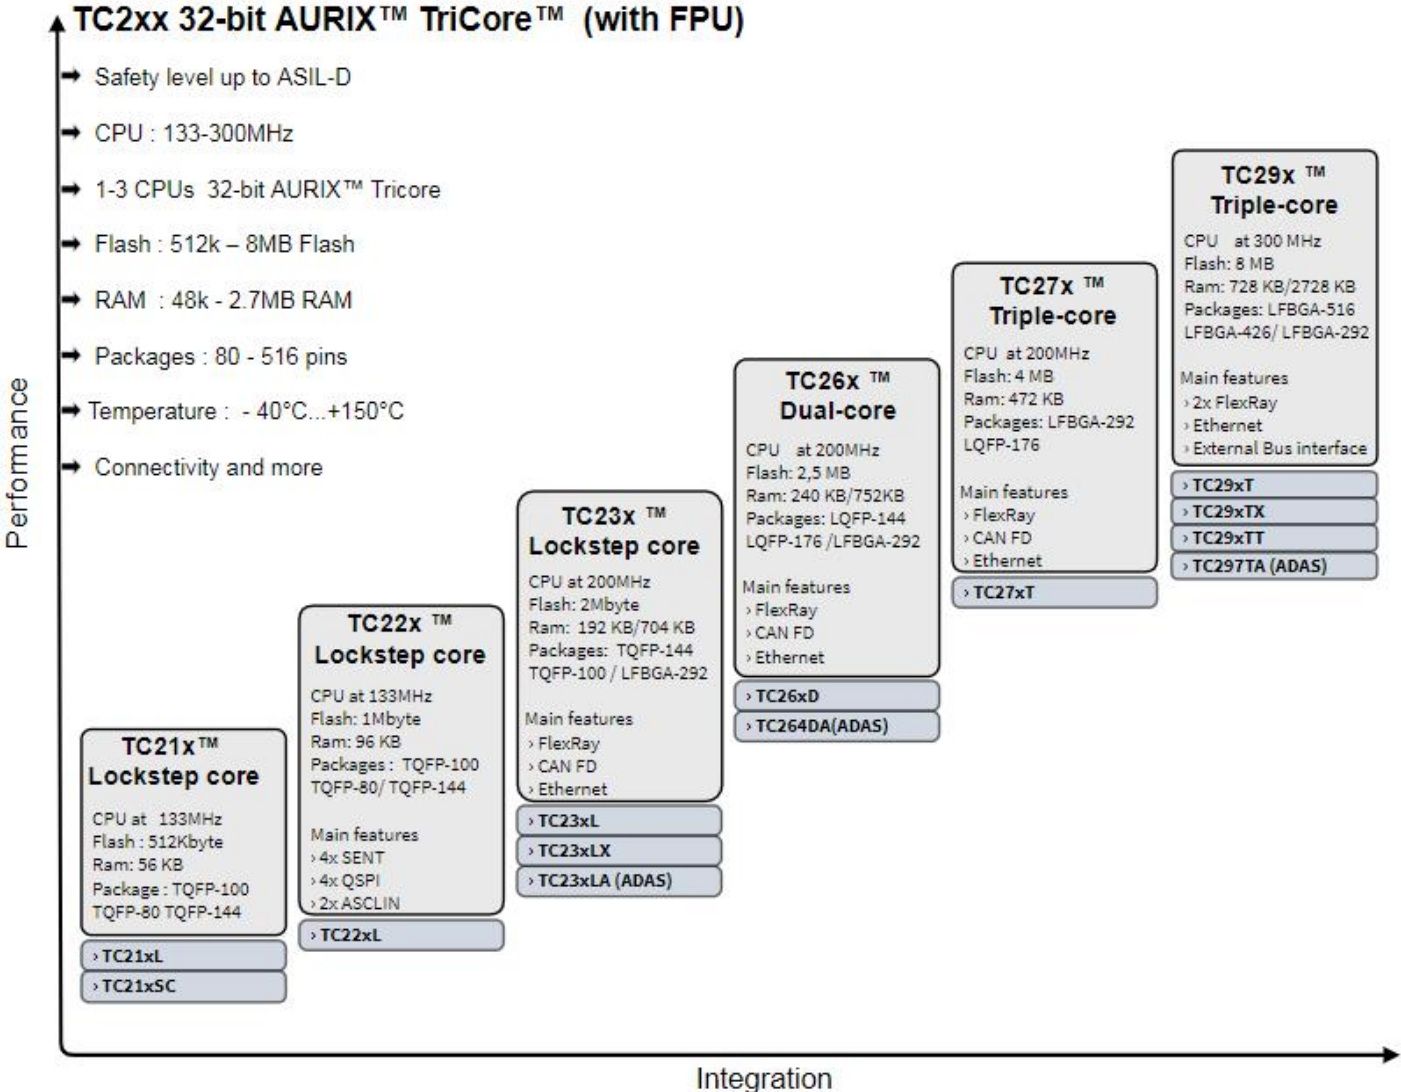 TC2xx 32-bit AURIX™ TriCore™ (with FPU)
Safety level up to ASIL-D
CPU : 133-300MHz
1-3 CPUs 32-bit AURIX™ Tricore
Flash : 512k – 8MB Flash
RAM : 48k - 2.7MB RAM
Packages : 80 - 516 pins
Temperature : - 40°C...+150°C
Connectivity and more
Performance
TC21x™
Lockstep core
CPU at 133MHz
Flash : 512Kbyte
Ram: 56 KB
Package : TQFP-100
TQFP-80 TQFP-144
› TC21xL
› TC21xSC
TC22x ™
Lockstep core
CPU at 133MHz
Flash: 1Mbyte
Ram: 96 KB
Packages : TQFP-100
TQFP-80/ TQFP-144
Main features
› 4x SENT
› 4x QSPI
› 2x ASCLIN
› TC22xL
TC23x ™
Lockstep core
CPU at 200MHz
Flash: 2Mbyte
Ram: 192 KB/704 KB
Packages: TQFP-144
TQFP-100 / LFBGA-292
Main features
› FlexRay
› CAN FD
› Ethernet
› TC23xL
› TC23xLX
› TC23xLA (ADAS)
TC26x ™
Dual-core
CPU at 200MHz
Flash: 2,5 MB
Ram: 240 KB/752KB
Packages: LQFP-144
LQFP-176 /LFBGA-292
Main features
› FlexRay
› CAN FD
› Ethernet
› TC26xD
› TC264DA(ADAS)
TC27x ™
Triple-core
CPU at 200MHz
Flash: 4 MB
Ram: 472 KB
Packages: LFBGA-292
LQFP-176
Main features
› FlexRay
› CAN FD
› Ethernet
› TC27xT
TC29x ™
Triple-core
CPU at 300 MHz
Flash: 8 MB
Ram: 728 KB/2728 KB
Packages: LFBGA-516
LFBGA-426/ LFBGA-292
Main features
› 2x FlexRay
› Ethernet
› External Bus interface
› TC29xT
› TC29xTX
› TC29xTT
› TC297TA (ADAS)
Integration